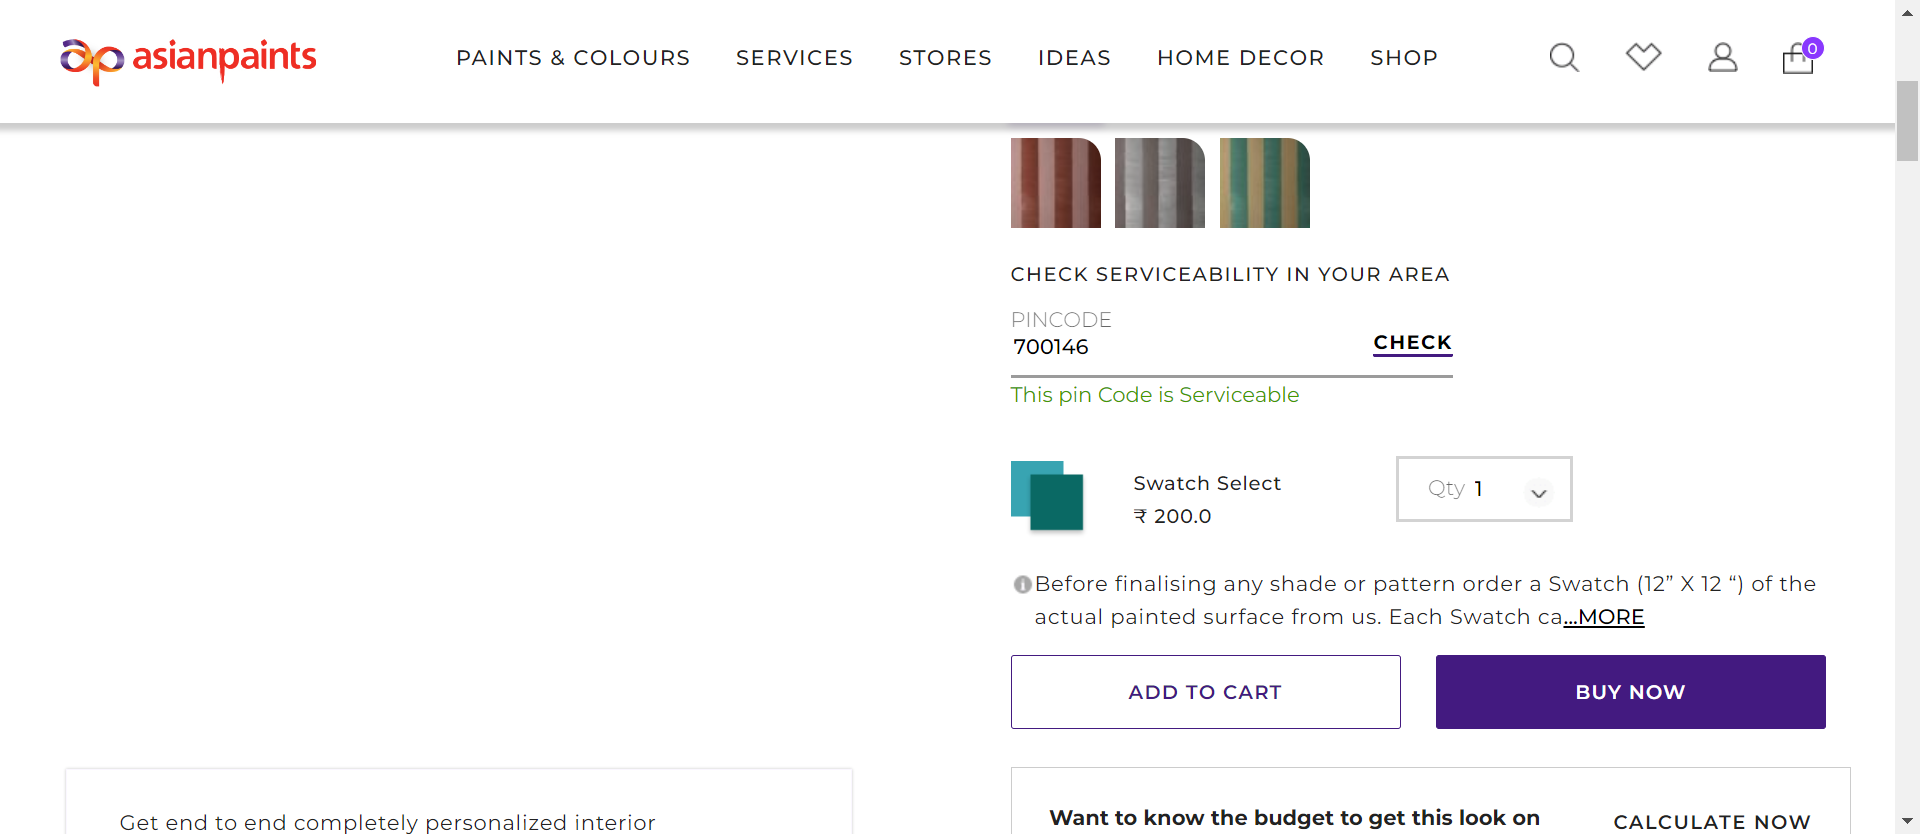 asianpaints
PAINTS & COLOURS SERVICES STORES IDEAS HOME DECOR SHOP
0
CHECK SERVICEABILITY IN YOUR AREA
PINCODE
700146
CHECK
This pin Code is Serviceable
Swatch Select
₹ 200.0
Qty 1
Before finalising any shade or pattern order a Swatch (12” X 12 “) of the
actual painted surface from us. Each Swatch ca...MORE
ADD TO CART
BUY NOW
Get end to end completely personalized interior
Want to know the budget to get this look on
CALCULATE NOW